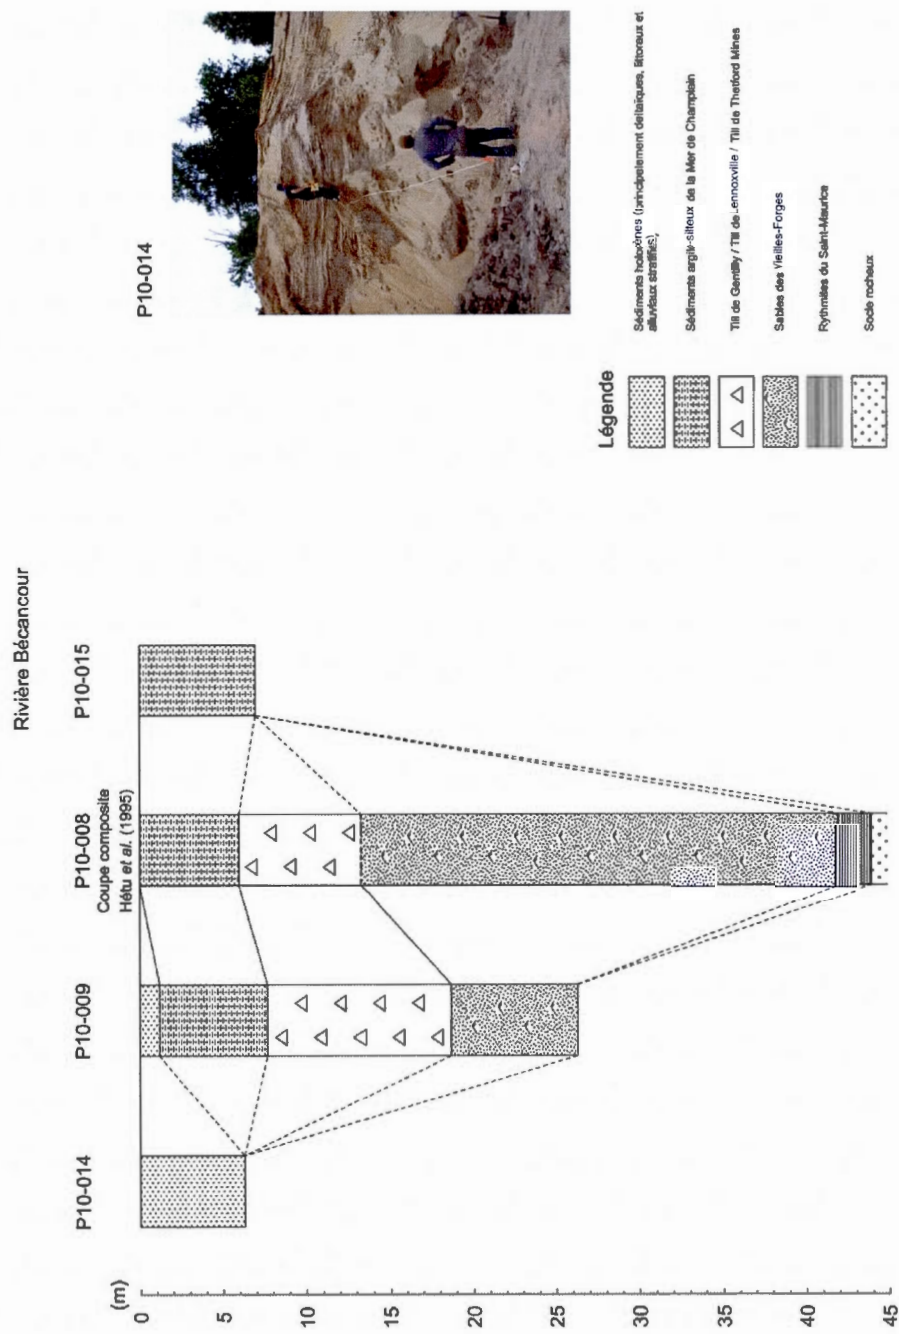 Rivière Bécancour
P10-014
P10-009
P10-008
Coupe composite
Hétu et al. (1995)
P10-015
P10-014
(m)
0
5
10
15
20
25
30
35
40
45
Légende
Sédiments holocènes (principalement deltaïques, littoraux et
alluviaux stratifiés)
Sédiments argilo-silteux de la Mer de Champlain
Till de Gentilly / Till de Lennoxville / Till de Thetford Mines
Sables des Vieilles-Forges
Rythmites du Saint-Maurice
Socle rocheux